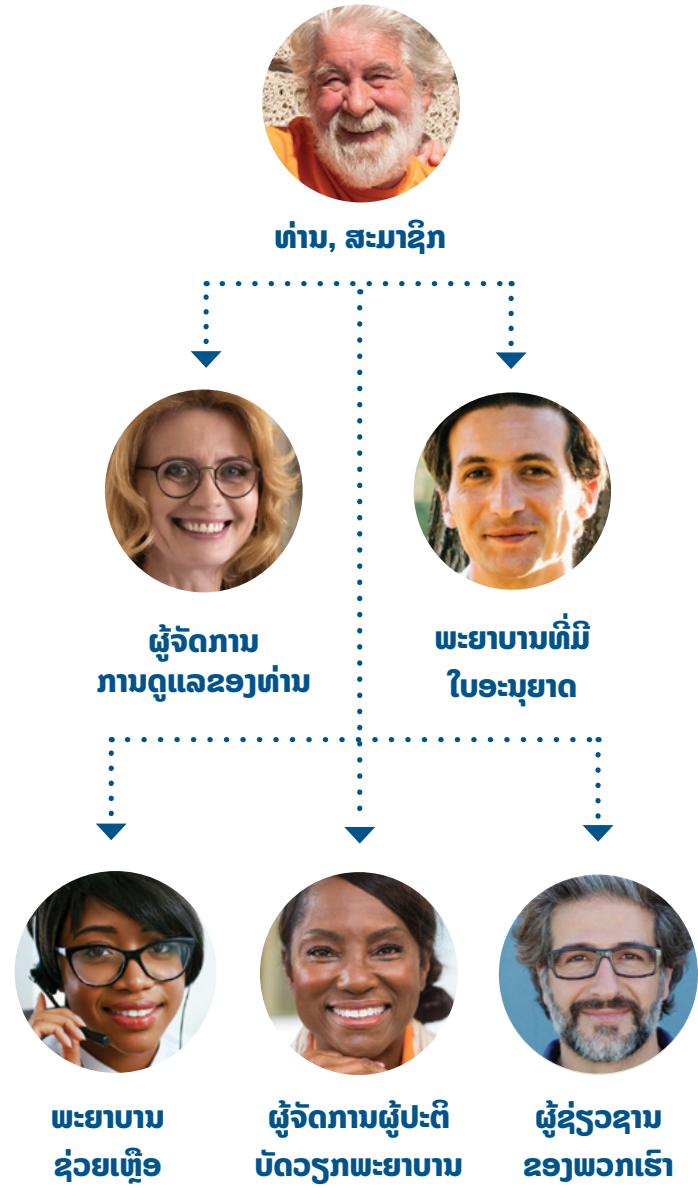 ທ່ານ, ສະມາຊິກ
ຜູ້ຈັດການ
ການດູແລຂອງທ່ານ
ພະຍາບານທີ່ມີ
ໃບອະນຸຍາດ
ພະຍາບານ
ຊ່ວຍເຫຼືອ
ຜູ້ຈັດການຜູ້ປະຕິ
ບັດວຽກພະຍາບານ
ຜູ້ຊ່ຽວຊານ
ຂອງພວກເຮົາ